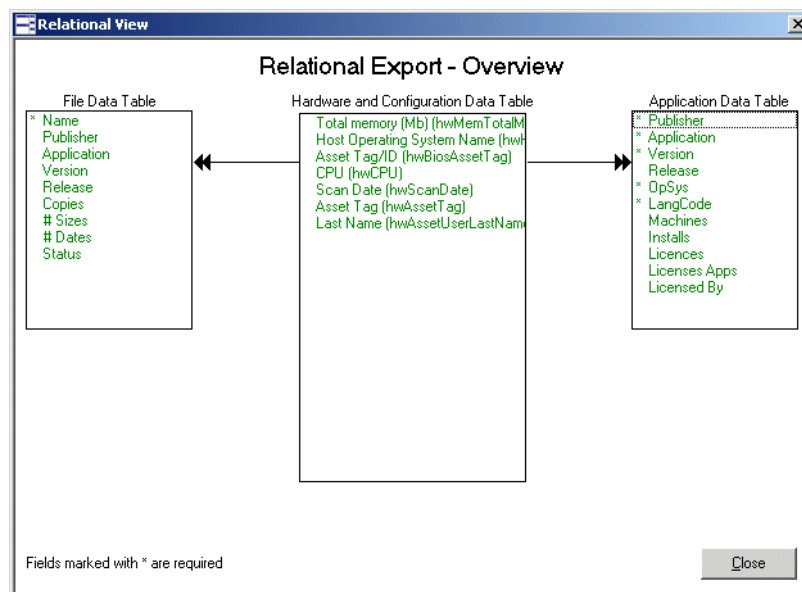 Relational View
Relational Export - Overview
File Data Table
* Name
Publisher
Application
Version
Release
Copies
# Sizes
# Dates
Status
Hardware and Configuration Data Table
Total memory (Mb) (hwMemTotalM
Host Operating System Name (hwH
Asset Tag/ID (hwBiosAssetTag)
CPU (hwCPU)
Scan Date (hwScanDate)
Asset Tag (hwAssetTag)
Last Name (hwAssetUserLastName
Application Data Table
* Publisher
* Application
* Version
Release
* OpSys
* LangCode
Machines
Installs
Licences
Licenses Apps
Licensed By
Fields marked with * are required
Close